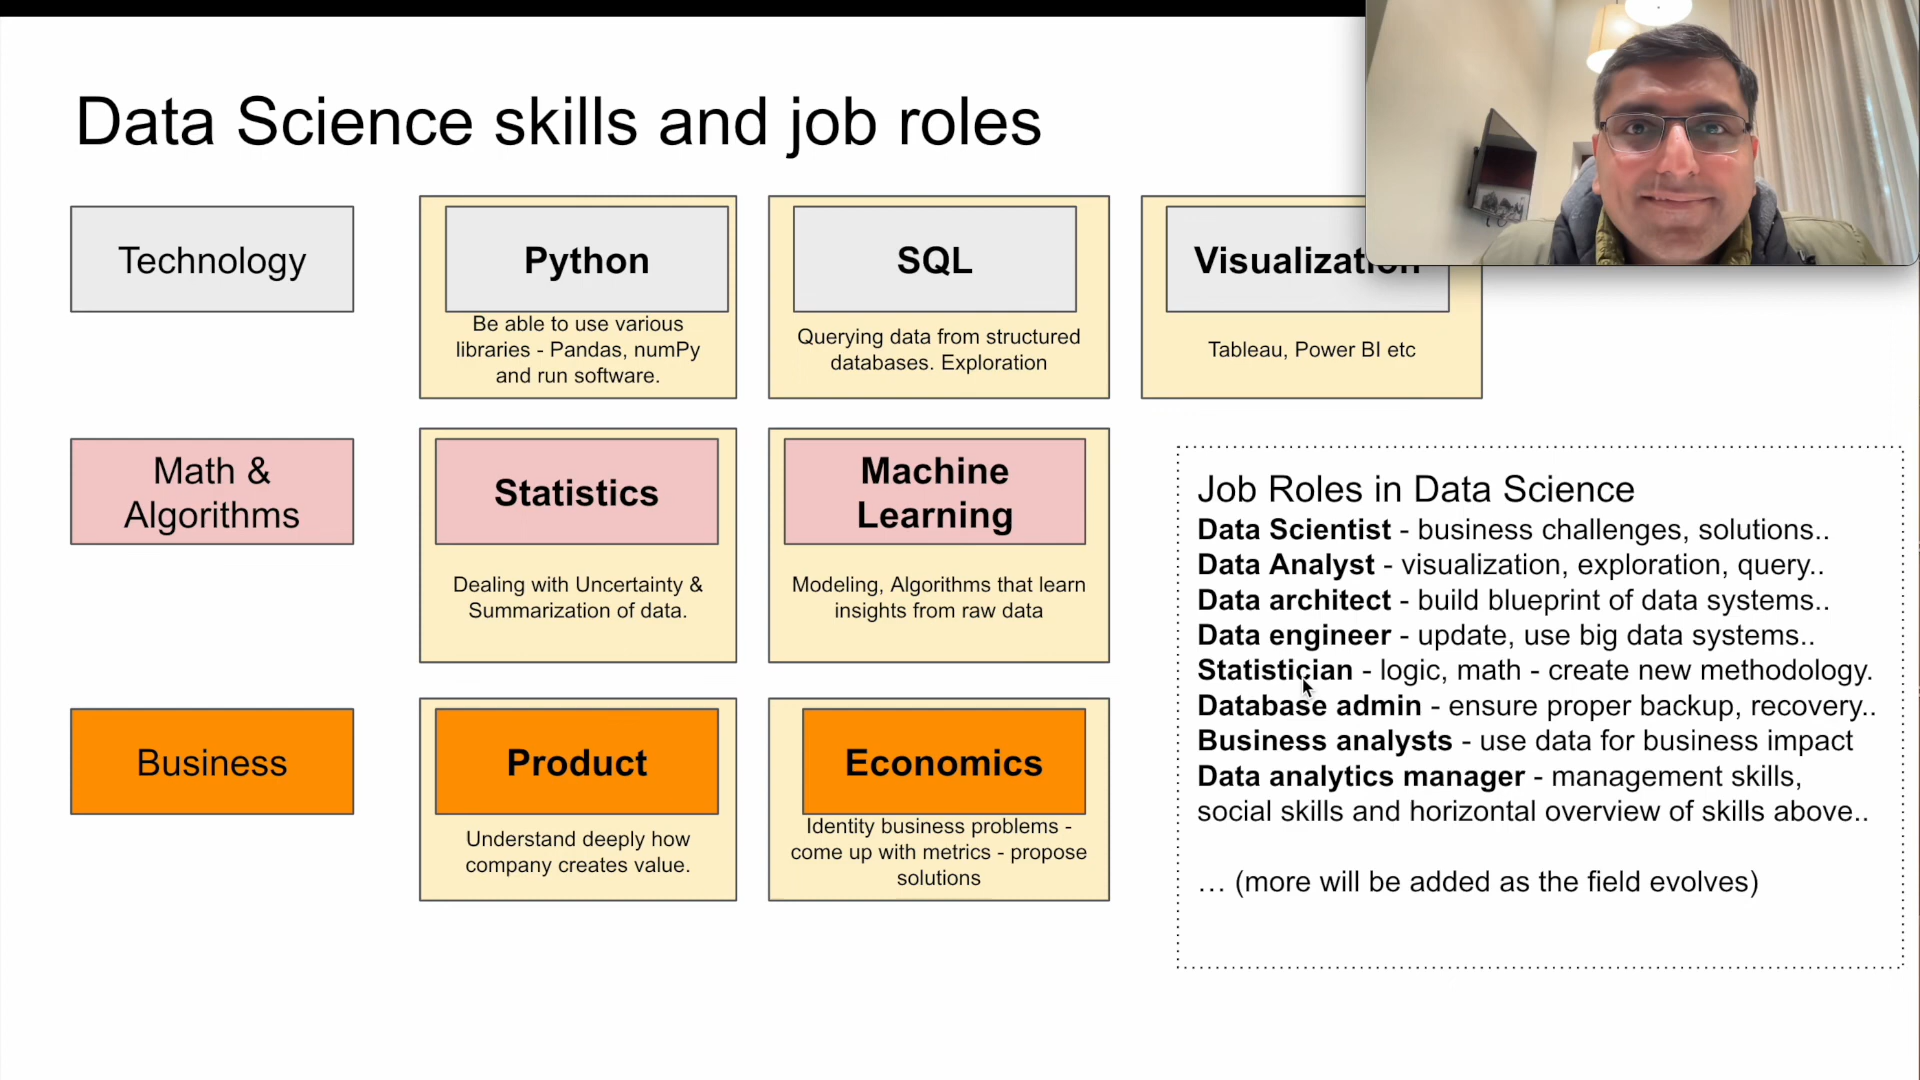 Data Science skills and job roles
Technology
Python
Be able to use various
libraries - Pandas, numPy
and run software.
SQL
Querying data from structured
databases. Exploration
Visualization
Tableau, Power BI etc
Math &
Algorithms
Statistics
Dealing with Uncertainty &
Summarization of data.
Machine
Learning
Modeling, Algorithms that learn
insights from raw data
Business
Product
Understand deeply how
company creates value.
Economics
Identity business problems -
come up with metrics - propose
solutions
Job Roles in Data Science
Data Scientist - business challenges, solutions..
Data Analyst - visualization, exploration, query..
Data architect - build blueprint of data systems..
Data engineer - update, use big data systems..
Statistician - logic, math - create new methodology.
Database admin - ensure proper backup, recovery..
Business analysts - use data for business impact
Data analytics manager - management skills,
social skills and horizontal overview of skills above..
… (more will be added as the field evolves)